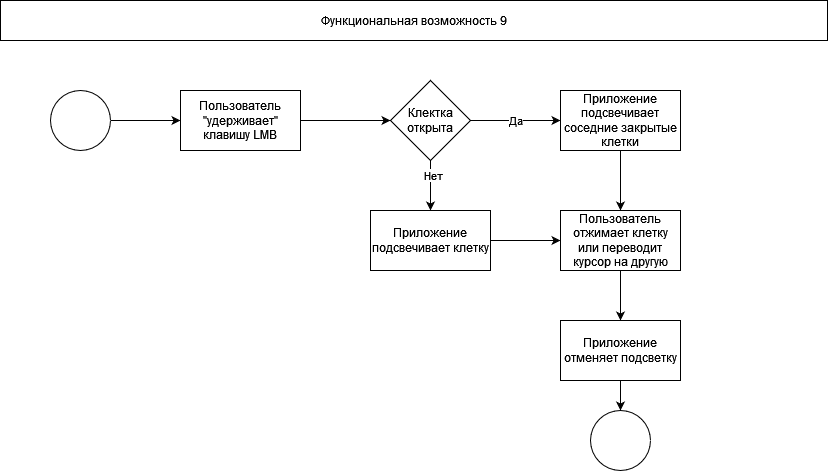 Функциональная возможность 9
Пользователь
"удерживает"
клавишу LMB
Клектка
открыта
Да
Приложение
подсвечивает
соседние закрытые
клетки
Нет
Приложение
подсвечивает клетку
Пользователь
отжимает клетку
или переводит
курсор на другую
Приложение
отменяет подсветку